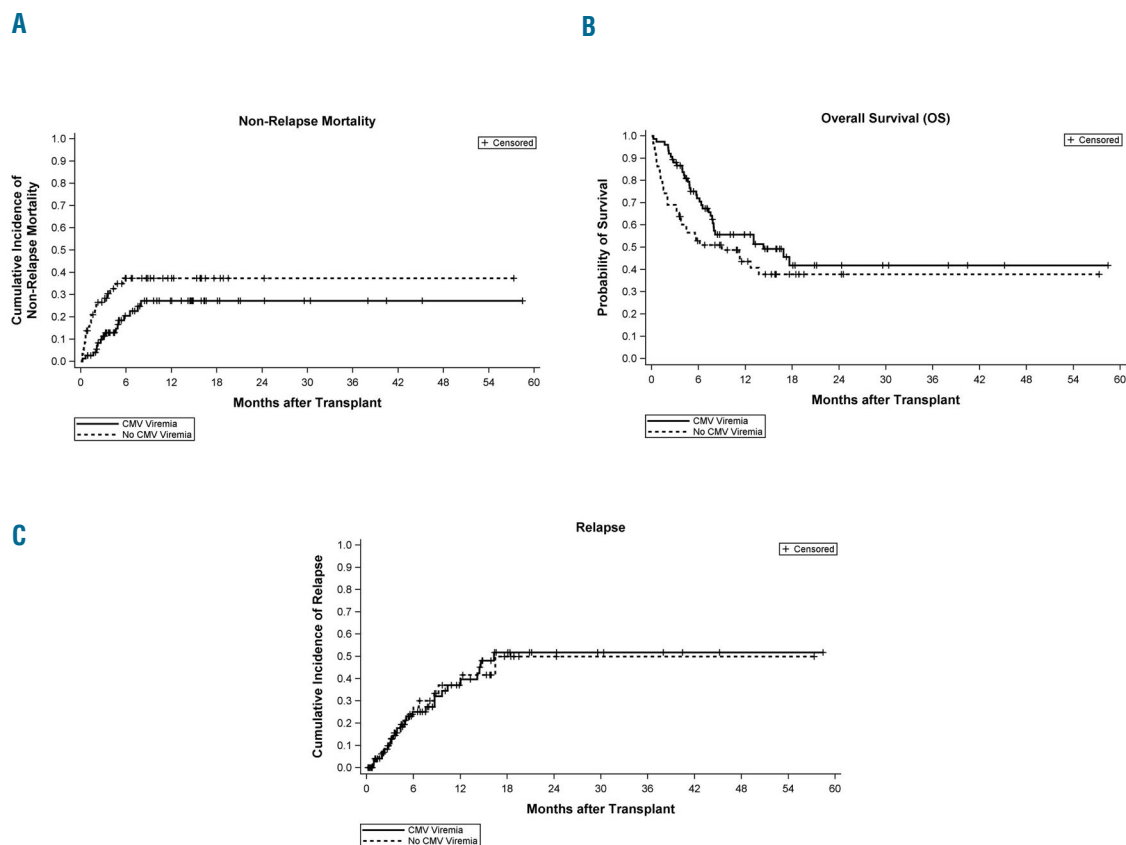 A
Non-Relapse Mortality
+ Censored
Cumulative Incidence of
Non-Relapse Mortality
1.0
0.9
0.8
0.7
0.6
0.5
0.4
0.3
0.2
0.1
0.0
0 6 12 18 24 30 36 42 48 54 60
Months after Transplant
CMV Viremia
No CMV Viremia
B
Overall Survival (OS)
+ Censored
Probability of Survival
1.0
0.9
0.8
0.7
0.6
0.5
0.4
0.3
0.2
0.1
0.0
0 6 12 18 24 30 36 42 48 54 60
Months after Transplant
CMV Viremia
No CMV Viremia
C
Relapse
+ Censored
Cumulative Incidence of Relapse
1.0
0.9
0.8
0.7
0.6
0.5
0.4
0.3
0.2
0.1
0.0
0 6 12 18 24 30 36 42 48 54 60
Months after Transplant
CMV Viremia
No CMV Viremia